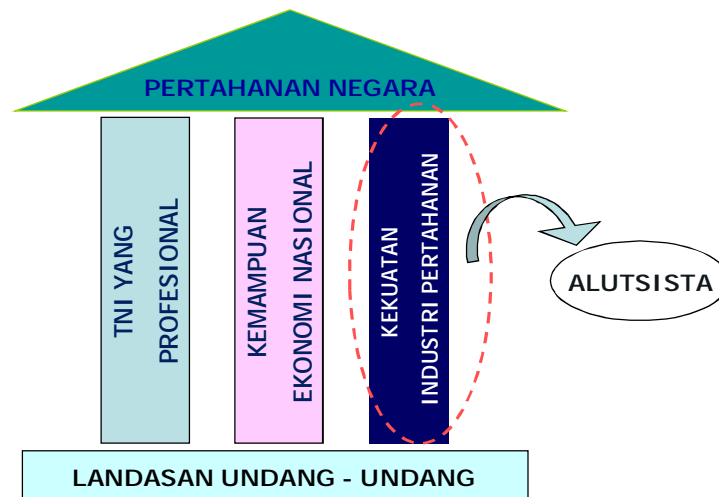 PERTAHANAN NEGARA
TNI YANG
PROFESIONAL
KEMAMPUAN
EKONOMI NASIONAL
KEKUATAN
INDUSTRI PERTAHANAN
ALUTSISTA
LANDASAN UNDANG - UNDANG